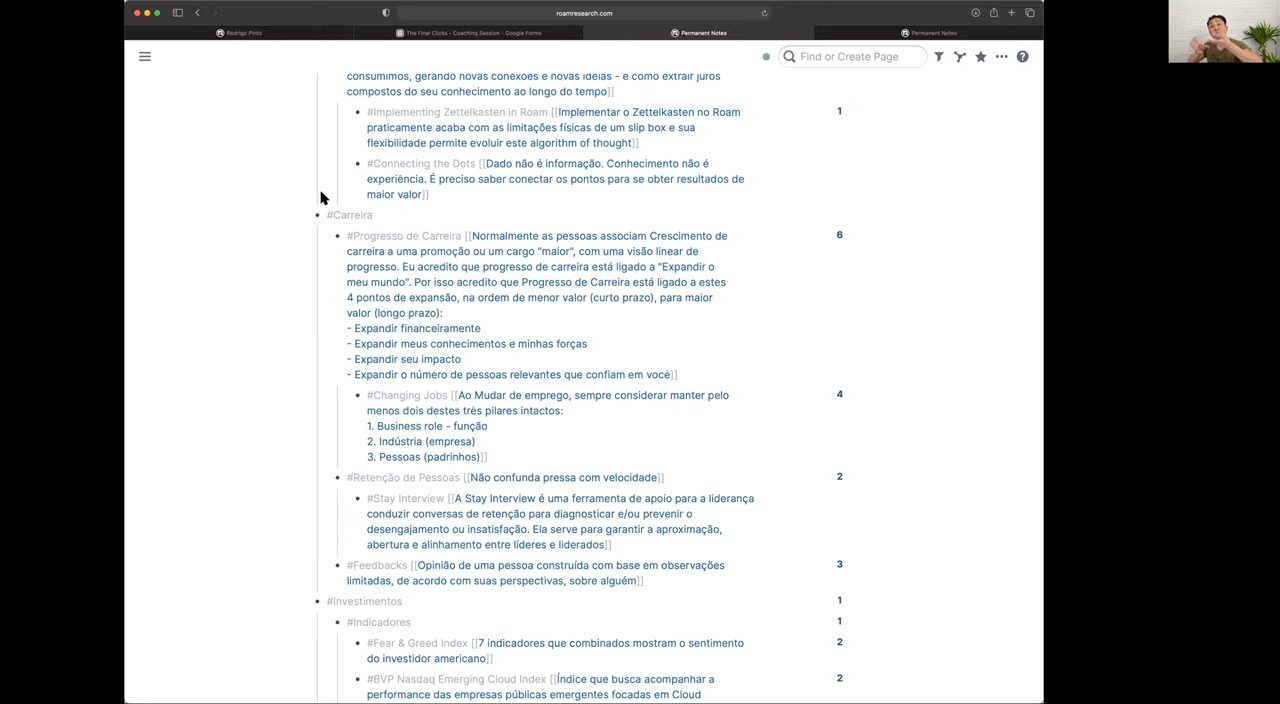 roamresearch.com
Rodrigo Pinto
The Final Clicks - Coaching Session - Google Forms
Permanent Notes
Permanent Notes
Find or Create Page
consumimos, gerando novas conexões e novas ideias - e como extrair juros
compostos do seu conhecimento ao longo do tempo]]
#Implementing Zettelkasten in Roam [[Implementar o Zettelkasten no Roam 1
praticamente acaba com as limitações físicas de um slip box e sua
flexibilidade permite evoluir este algorithm of thought]]
#Connecting the Dots [[Dado não é informação. Conhecimento não é
experiência. É preciso saber conectar os pontos para se obter resultados de
maior valor]]
#Carreira
#Progresso de Carreira [[Normalmente as pessoas associam Crescimento de 6
carreira a uma promoção ou um cargo "maior", com uma visão linear de
progresso. Eu acredito que progresso de carreira está ligado a "Expandir o
meu mundo". Por isso acredito que Progresso de Carreira está ligado a estes
4 pontos de expansão, na ordem de menor valor (curto prazo), para maior
valor (longo prazo):
- Expandir financeiramente
- Expandir meus conhecimentos e minhas forças
- Expandir seu impacto
- Expandir o número de pessoas relevantes que confiam em você]]
#Changing Jobs [[Ao Mudar de emprego, sempre considerar manter pelo 4
menos dois destes três pilares intactos:
1. Business role - função
2. Indústria (empresa)
3. Pessoas (padrinhos)]]
#Retenção de Pessoas [[Não confunda pressa com velocidade]] 2
#Stay Interview [[A Stay Interview é uma ferramenta de apoio para a liderança
conduzir conversas de retenção para diagnosticar e/ou prevenir o
desengajamento ou insatisfação. Ela serve para garantir a aproximação,
abertura e alinhamento entre líderes e liderados]]
#Feedbacks [[Opinião de uma pessoa construída com base em observações 3
limitadas, de acordo com suas perspectivas, sobre alguém]]
#Investimentos 1
#Indicadores 1
#Fear & Greed Index [[7 indicadores que combinados mostram o sentimento 2
do investidor americano]]
#BVP Nasdaq Emerging Cloud Index [[Índice que busca acompanhar a 2
performance das empresas públicas emergentes focadas em Cloud